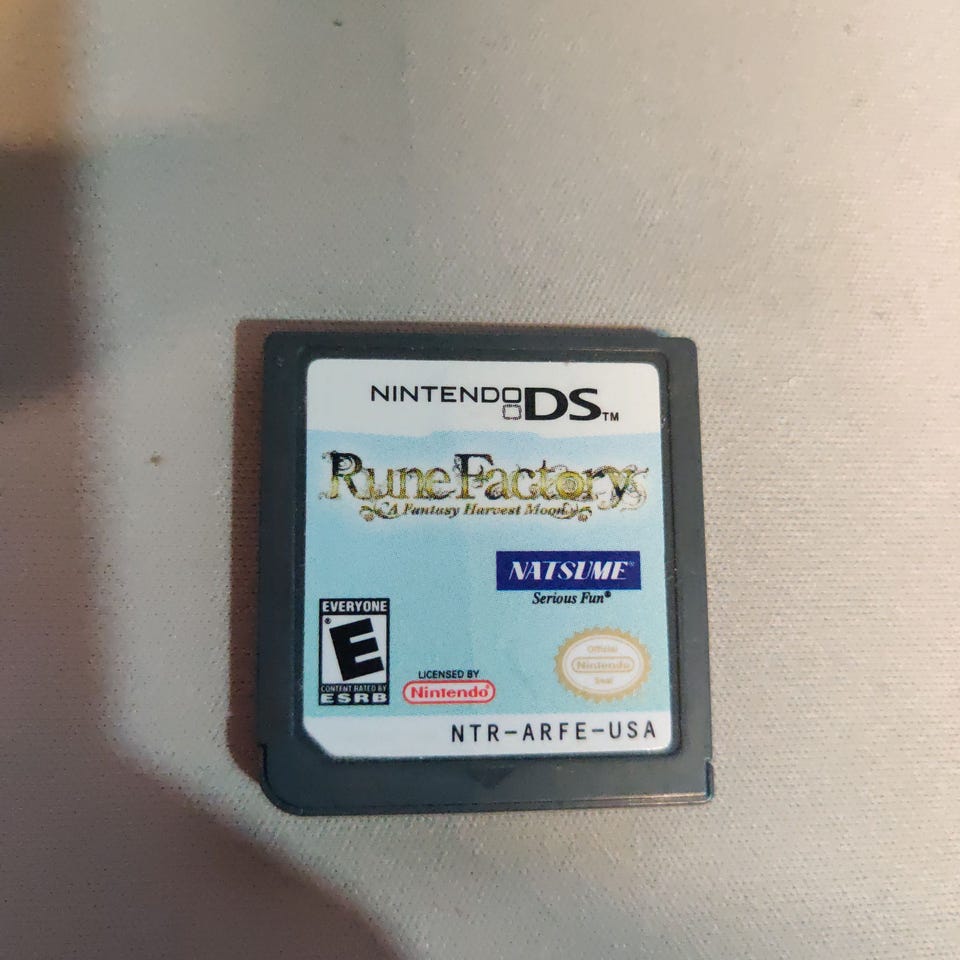 NINTENDO DS™
Rune Factory
A Fantasy Harvest Moon
NATSUME®
Serious Fun®
EVERYONE
E
®
CONTENT RATED BY
ESRB
LICENSED BY
Nintendo®
Official
Nintendo
Seal
NTR-ARFE-USA